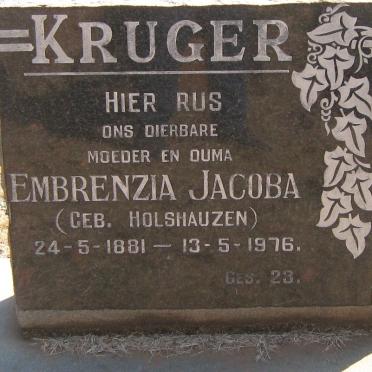 KRUGER
HIER RUS
ONS DIERBARE
MOEDER EN OUMA
EMBRENZIA JACOBA
(GEB. HOLSHAUZEN)
24-5-1881 — 13-5-1976.
GES. 23.